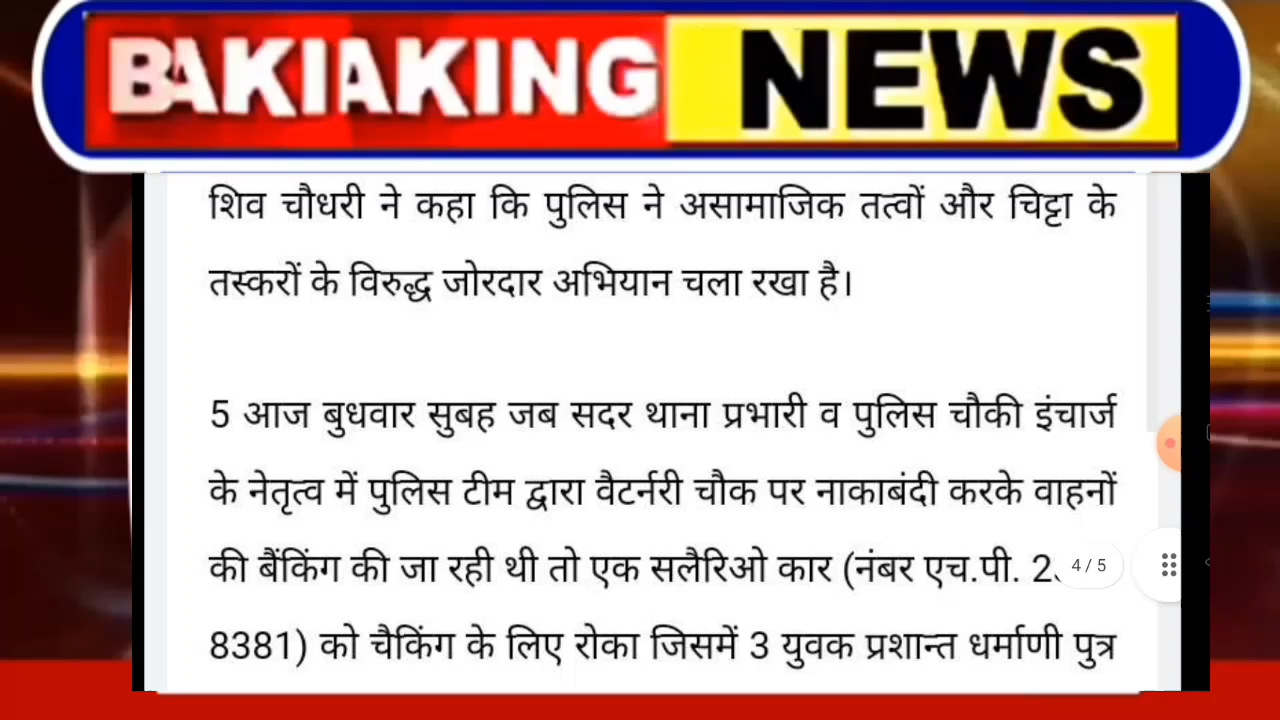 BAKIAKING NEWS
शिव चौधरी ने कहा कि पुलिस ने असामाजिक तत्वों और चिट्टा के
तस्करों के विरुद्ध जोरदार अभियान चला रखा है।
5 आज बुधवार सुबह जब सदर थाना प्रभारी व पुलिस चौकी इंचार्ज
के नेतृत्व में पुलिस टीम द्वारा वैटर्नरी चौक पर नाकाबंदी करके वाहनों
की बैंकिंग की जा रही थी तो एक सलैरिओ कार (नंबर एच.पी.
4 / 5
8381) को चैकिंग के लिए रोका जिसमें 3 युवक प्रशान्त धर्माणी पुत्र